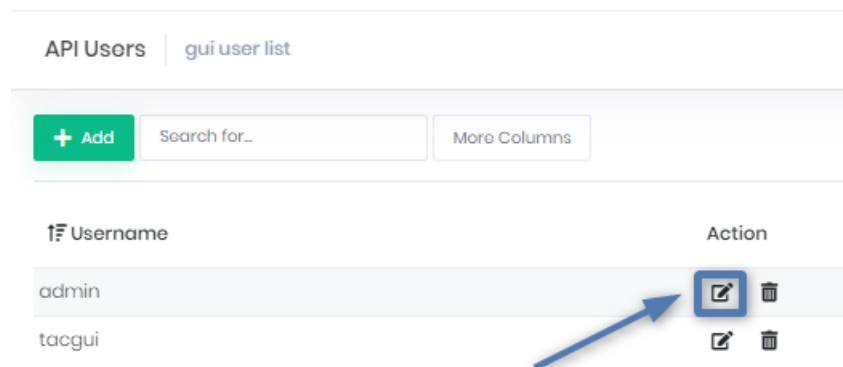 API Users gui user list
Add Search for... More Columns
Username Action
admin
tacgui